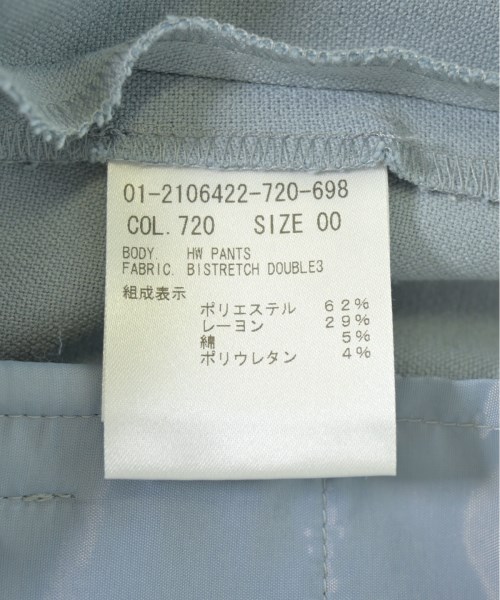 01-2106422-720-698
COL.720 SIZE 00
BODY. HW PANTS
FABRIC. BISTRETCH DOUBLE3
組成表示
ポリエステル 62%
レーヨン 29%
綿 5%
ポリウレタン 4%